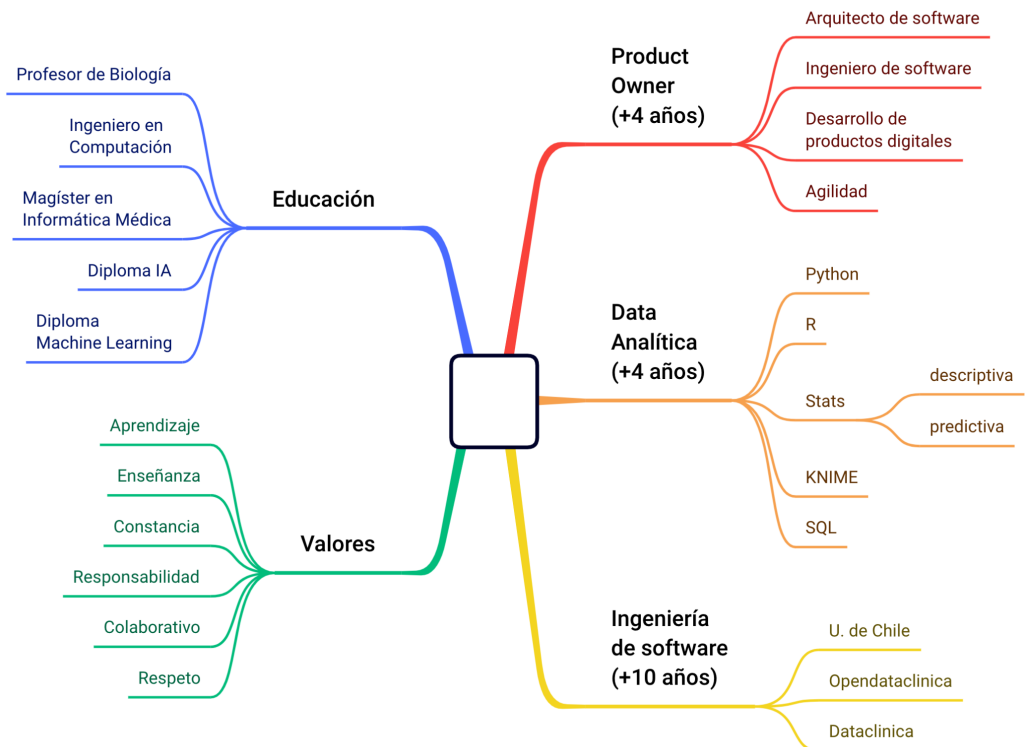 Educación
Profesor de Biología
Ingeniero en
Computación
Magíster en
Informática Médica
Diploma IA
Diploma
Machine Learning
Valores
Aprendizaje
Enseñanza
Constancia
Responsabilidad
Colaborativo
Respeto
Product
Owner
(+4 años)
Arquitecto de software
Ingeniero de software
Desarrollo de
productos digitales
Agilidad
Data
Analítica
(+4 años)
Python
R
Stats
descriptiva
predictiva
KNIME
SQL
Ingeniería
de software
(+10 años)
U. de Chile
Opendataclinica
Dataclinica